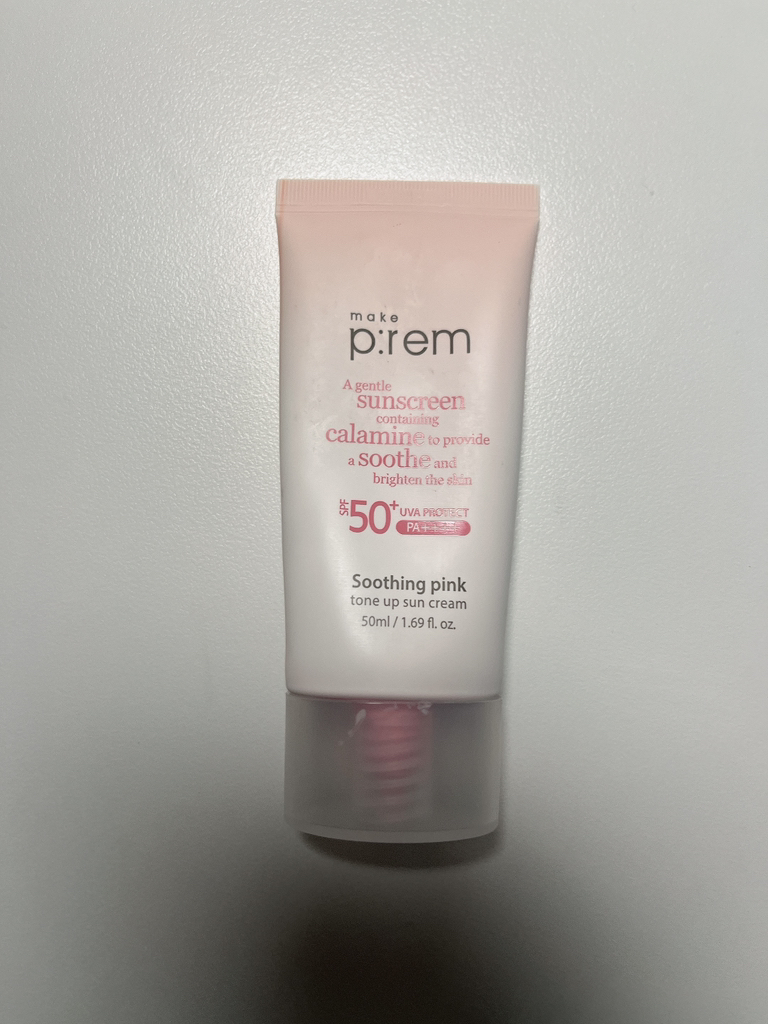 make
p:rem
A gentle
sunscreen
containing
calamine to provide
a soothe and
brighten the skin
SPF 50+ UVA PROTECT
PA++++
Soothing pink
tone up sun cream
50ml / 1.69 fl. oz.